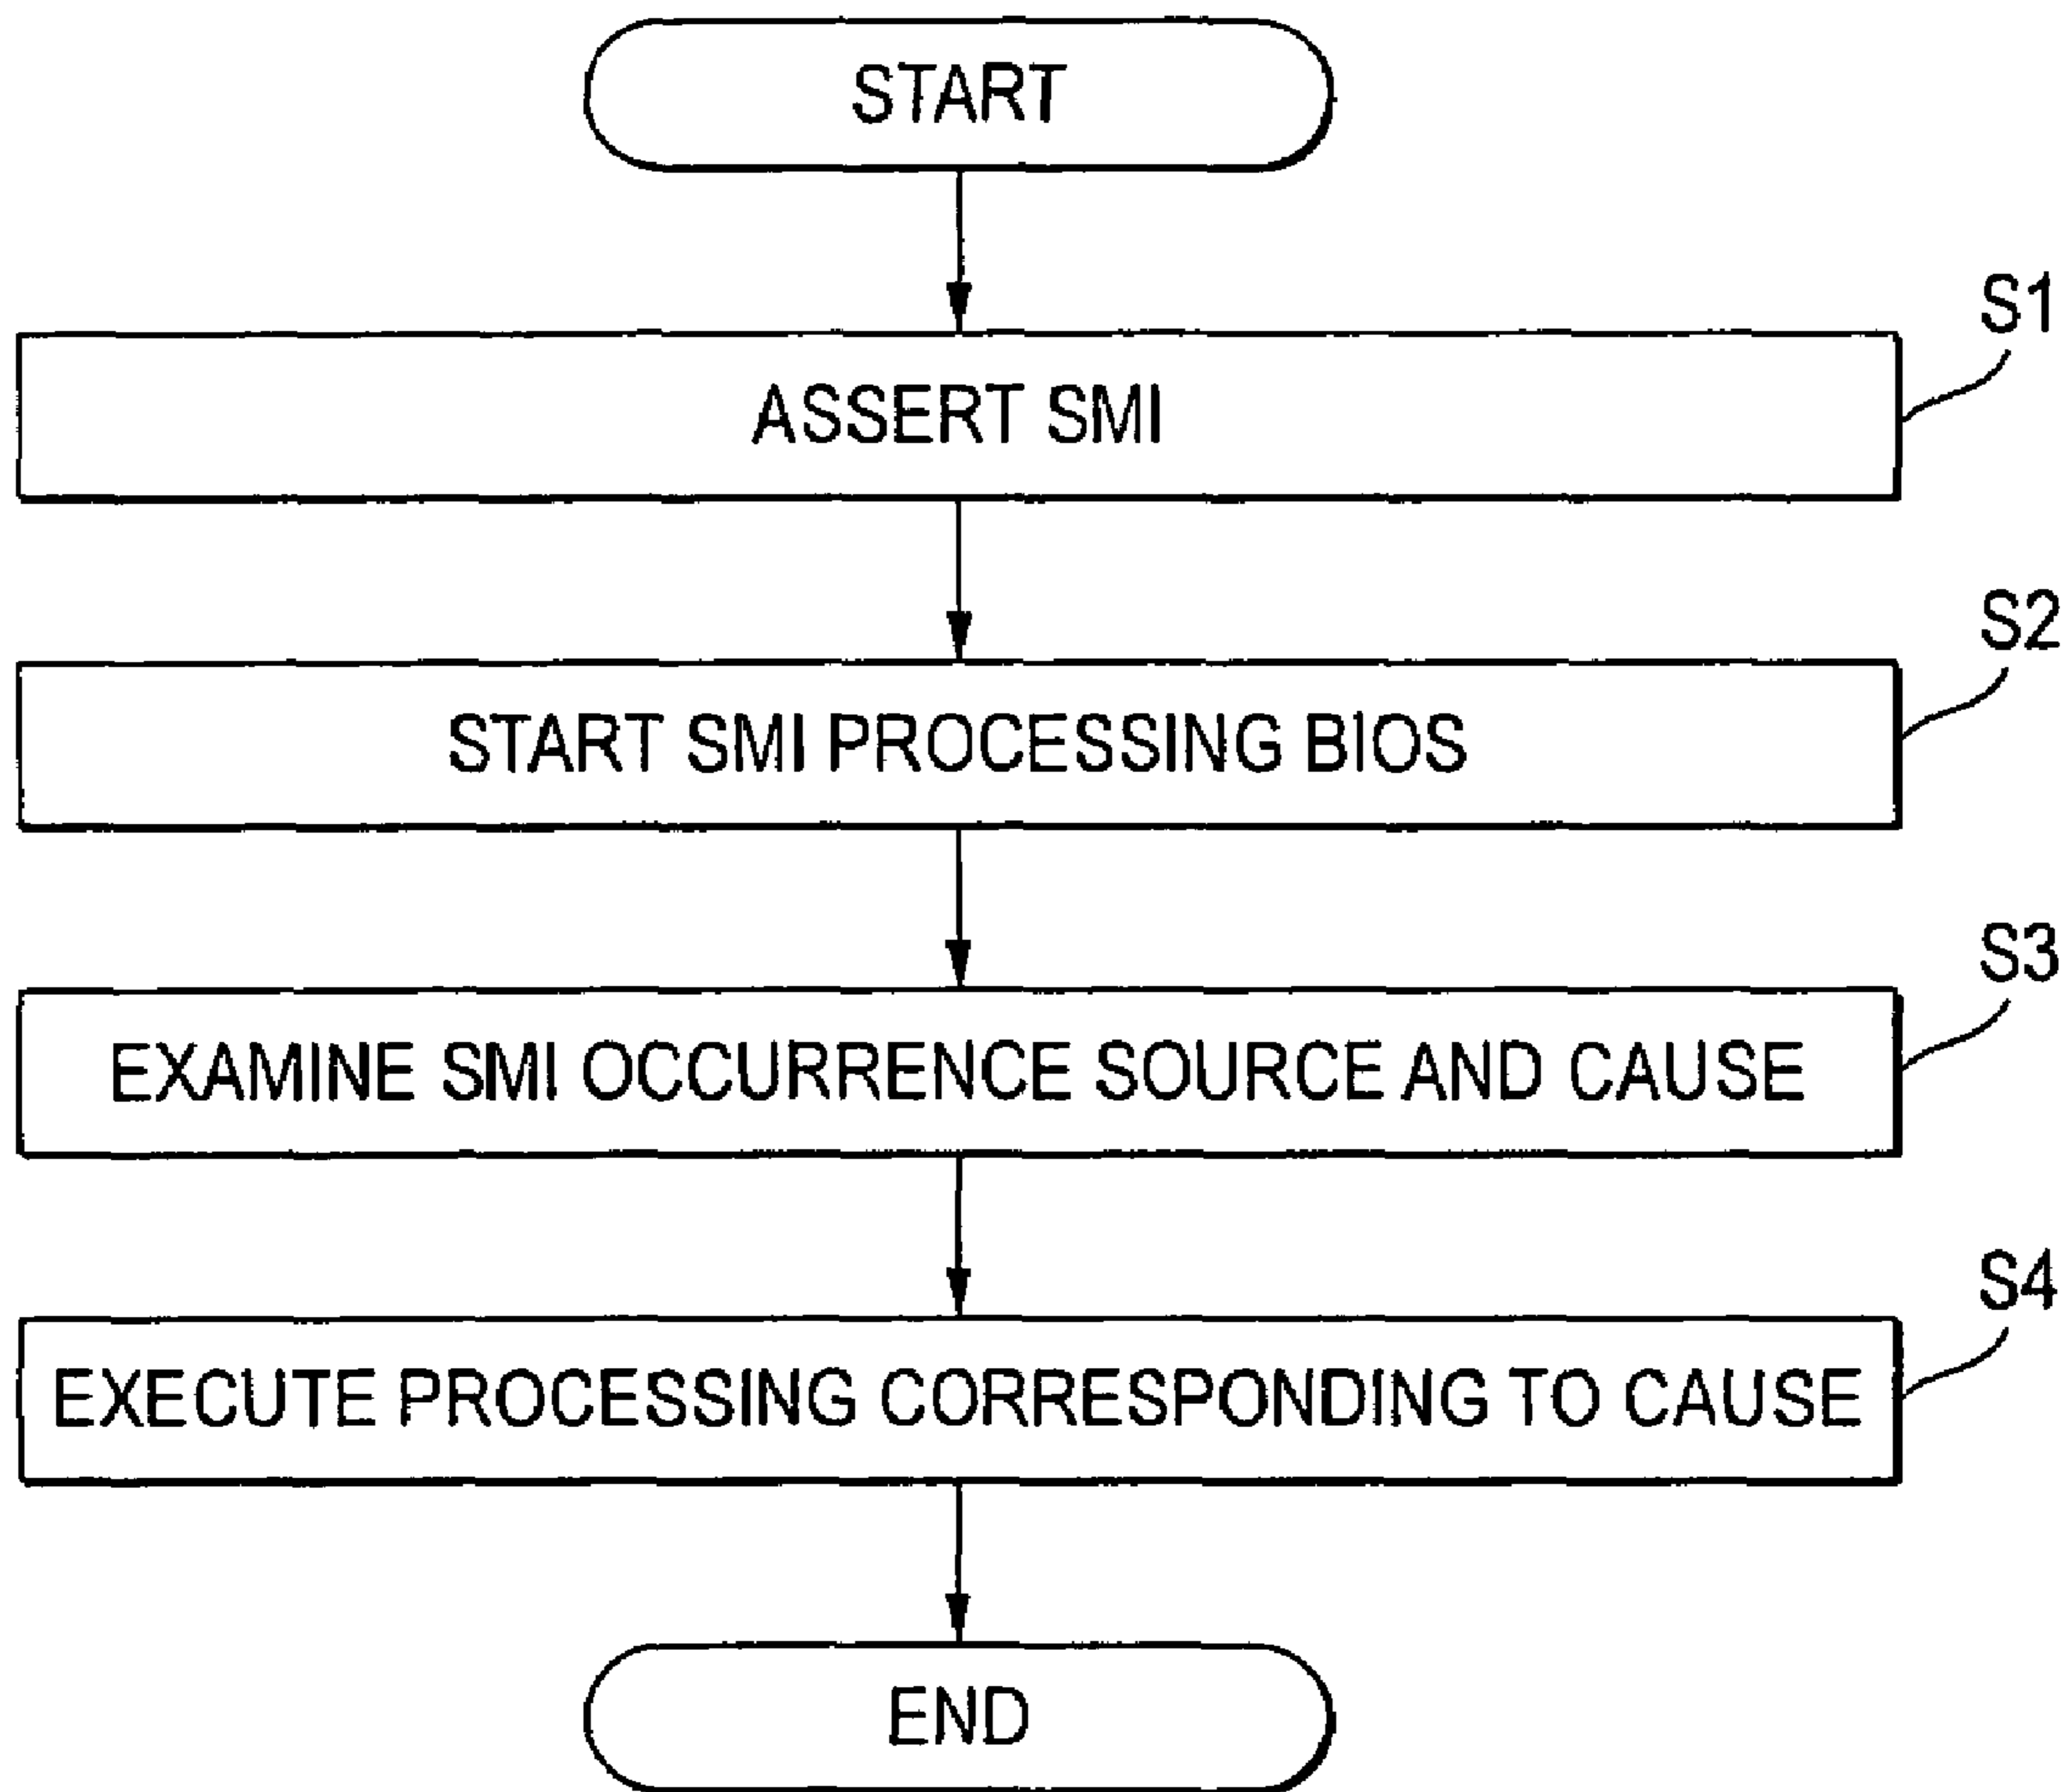 START
S1
ASSERT SMI
S2
START SMI PROCESSING BIOS
S3
EXAMINE SMI OCCURRENCE SOURCE AND CAUSE
S4
EXECUTE PROCESSING CORRESPONDING TO CAUSE
END